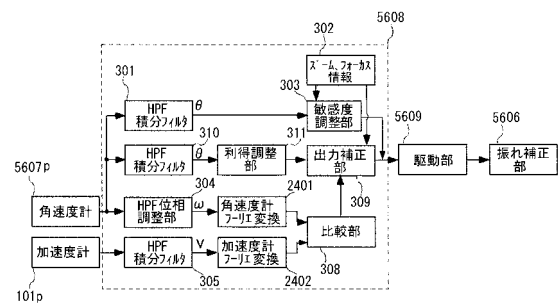 302
5608
ｽﾞｰﾑ､ﾌｫｰｶｽ
情報
301
303
HPF
積分フィルタ
θ
敏感度
調整部
310
311
5609
5606
HPF
積分フィルタ
θ
利得調整
部
出力補正
部
駆動部
振れ補正
部
5607p
304
2401
309
角速度計
HPF位相
調整部
ω
角速度計
フーリエ変換
比較部
加速度計
HPF
積分フィルタ
V
加速度計
フーリエ変換
308
101p
305
2402